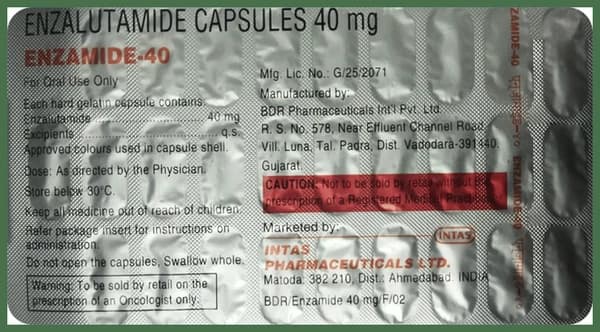 ENZALUTAMIDE CAPSULES 40 mg
ENZAMIDE-40
For Oral Use Only
Each hard gelatin capsule contains:
Enzalutamide ........................ 40 mg
Excipients ........................ q.s.
Approved colours used in capsule shell.
Dose: As directed by the Physician.
Store below 30°C.
Keep all medicine out of reach of children.
Refer package insert for instructions on
administration.
Do not open the capsules, Swallow whole.
Warning: To be sold by retail on the
prescription of an Oncologist only.
Mfg. Lic. No.: G/25/2071
Manufactured by:
BDR Pharmaceuticals Int'l Pvt. Ltd.
R. S. No. 578, Near Effluent Channel Road,
Vill. Luna, Tal. Padra, Dist. Vadodara-391440.
Gujarat.
CAUTION: Not to be sold by retail without the
prescription of a Registered Medical
Marketed by:
INTAS
INTAS
PHARMACEUTICALS LTD.
Matoda: 382 210, Dist.: Ahmedabad. INDIA
BDR/Enzamide 40 mg/F/02
ZAMIDE-40
ENZAMIDE-40